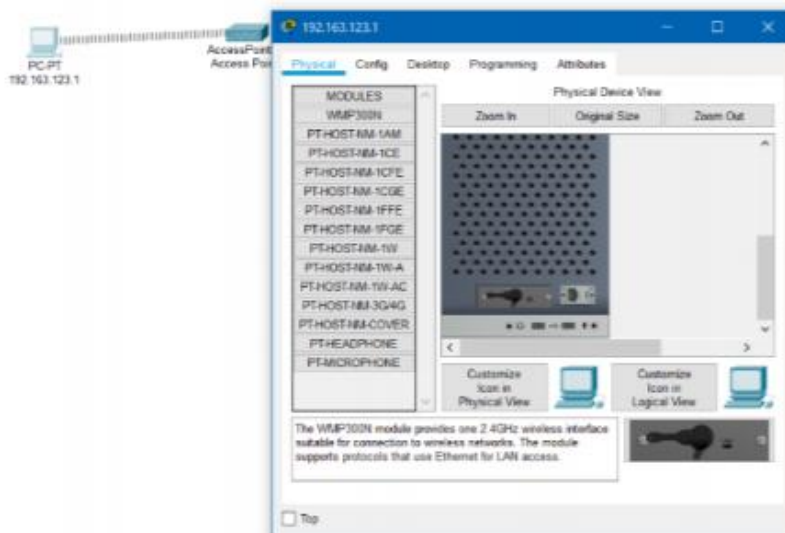 192.163.123.1
PC-PT
192.163.123.1
AccessPoint
Access Poi
Physical Config Desktop Programming Attributes
MODULES
WMP300N
PT-HOST-NM-1AM
PT-HOST-NM-1CE
PT-HOST-NM-1CFE
PT-HOST-NM-1CGE
PT-HOST-NM-1FFE
PT-HOST-NM-1FGE
PT-HOST-NM-1W
PT-HOST-NM-1W-A
PT-HOST-NM-1W-AC
PT-HOST-NM-3G/4G
PT-HOST-NM-COVER
PT-HEADPHONE
PT-MICROPHONE
Physical Device View
Zoom In Original Size Zoom Out
Customize
Icon in
Physical View
Customize
Icon in
Logical View
The WMP300N module provides one 2.4GHz wireless interface
suitable for connection to wireless networks. The module
supports protocols that use Ethernet for LAN access.
Top